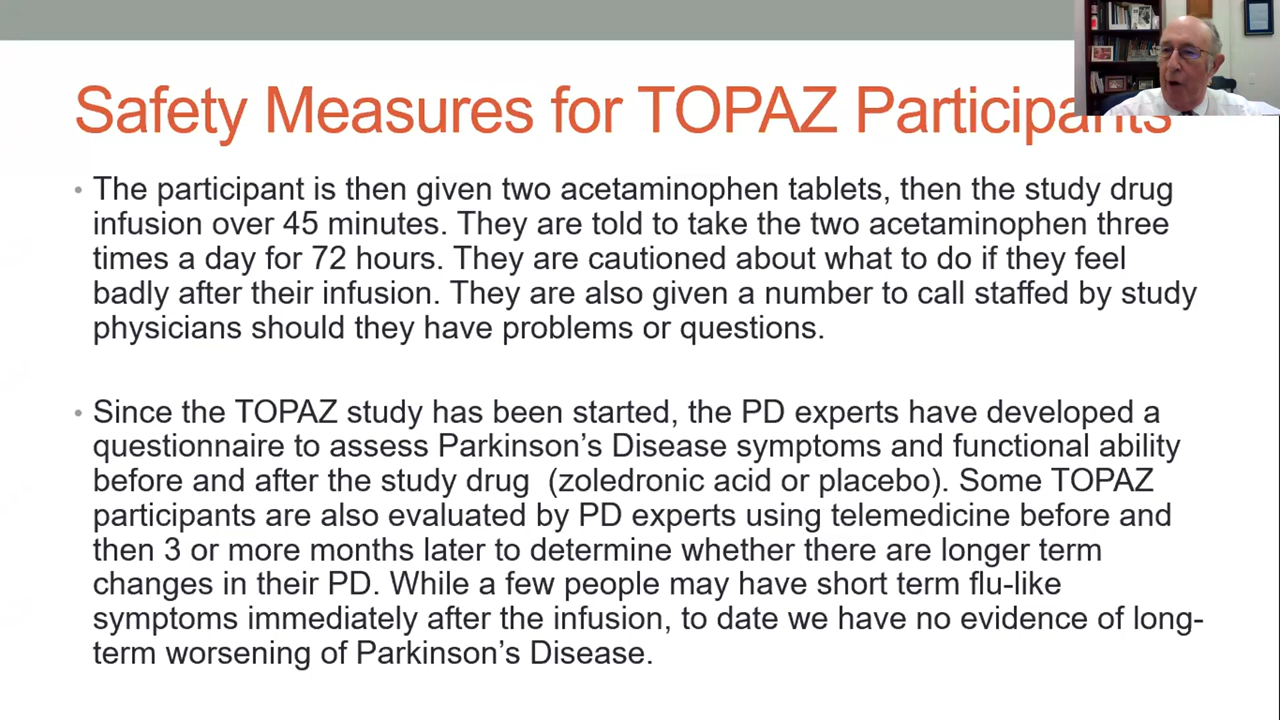 Safety Measures for TOPAZ Participants
• The participant is then given two acetaminophen tablets, then the study drug
infusion over 45 minutes. They are told to take the two acetaminophen three
times a day for 72 hours. They are cautioned about what to do if they feel
badly after their infusion. They are also given a number to call staffed by study
physicians should they have problems or questions.
• Since the TOPAZ study has been started, the PD experts have developed a
questionnaire to assess Parkinson’s Disease symptoms and functional ability
before and after the study drug (zoledronic acid or placebo). Some TOPAZ
participants are also evaluated by PD experts using telemedicine before and
then 3 or more months later to determine whether there are longer term
changes in their PD. While a few people may have short term flu-like
symptoms immediately after the infusion, to date we have no evidence of long-
term worsening of Parkinson’s Disease.